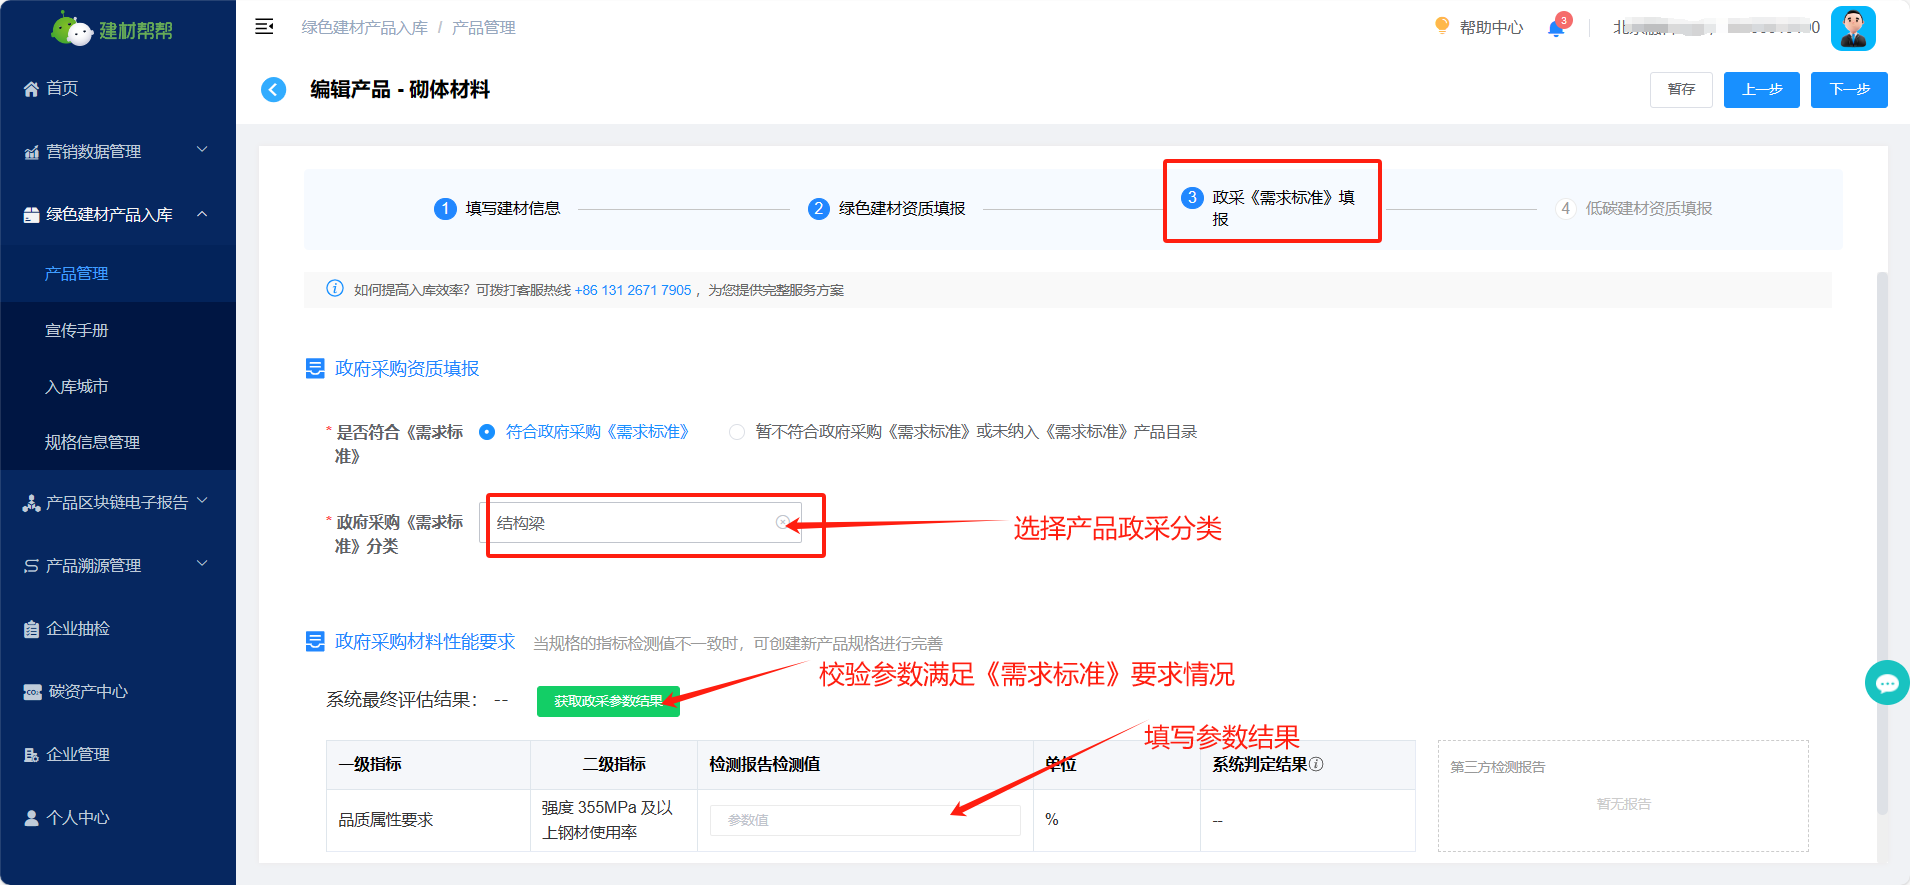 建材帮帮
首页
营销数据管理
绿色建材产品入库
产品管理
宣传手册
入库城市
规格信息管理
产品区块链电子报告
产品溯源管理
企业抽检
碳资产中心
企业管理
个人中心
绿色建材产品入库 / 产品管理
帮助中心
3
编辑产品 - 砌体材料
暂存
上一步
下一步
1 填写建材信息
2 绿色建材资质填报
3 政采《需求标准》填
报
4 低碳建材资质填报
如何提高入库效率？可拨打客服热线 +86 131 2671 7905 ，为您提供完整服务方案
政府采购资质填报
* 是否符合《需求标
准》
符合政府采购《需求标准》
暂不符合政府采购《需求标准》或未纳入《需求标准》产品目录
* 政府采购《需求标
准》分类
结构梁
选择产品政采分类
政府采购材料性能要求
当规格的指标检测值不一致时，可创建新产品规格进行完善
校验参数满足《需求标准》要求情况
系统最终评估结果： --
获取政采参数结果
填写参数结果
一级指标
二级指标
检测报告检测值
单位
系统判定结果
品质属性要求
强度 355MPa 及以
上钢材使用率
参数值
%
--
第三方检测报告
暂无报告